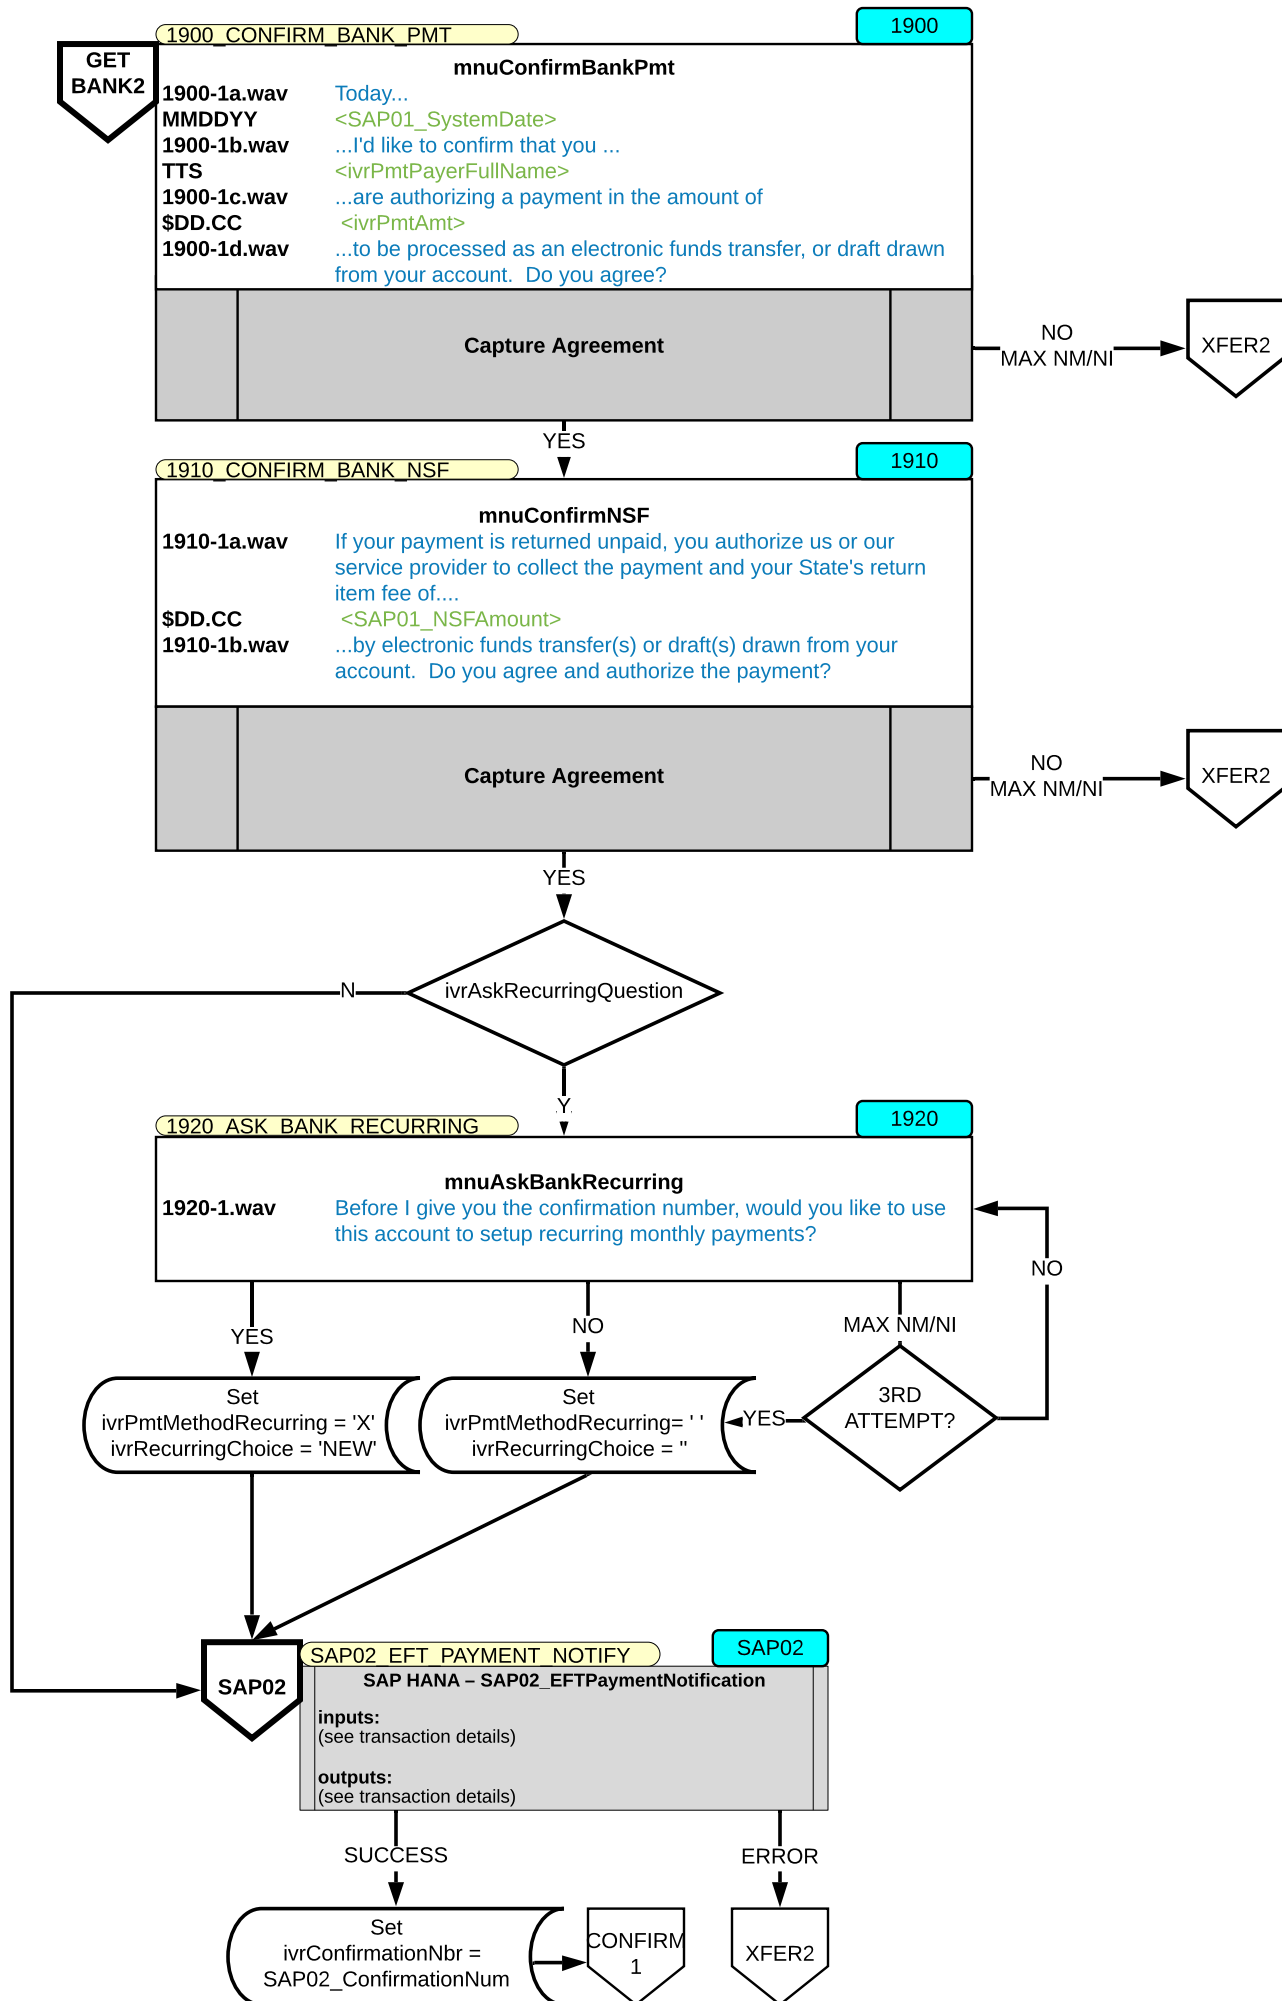 1900_CONFIRM_BANK_PMT
1900
GET
BANK2
mnuConfirmBankPmt
1900-1a.wav Today...
MMDDYY <SAP01_SystemDate>
1900-1b.wav ...I'd like to confirm that you ...
TTS <ivrPmtPayerFullName>
1900-1c.wav ...are authorizing a payment in the amount of
$DD.CC <ivrPmtAmt>
1900-1d.wav ...to be processed as an electronic funds transfer, or draft drawn
from your account.  Do you agree?
Capture Agreement
NO
MAX NM/NI
XFER2
YES
1910_CONFIRM_BANK_NSF
1910
mnuConfirmNSF
1910-1a.wav If your payment is returned unpaid, you authorize us or our
service provider to collect the payment and your State's return
item fee of....
$DD.CC <SAP01_NSFAmount>
1910-1b.wav ...by electronic funds transfer(s) or draft(s) drawn from your
account.  Do you agree and authorize the payment?
Capture Agreement
NO
MAX NM/NI
XFER2
YES
ivrAskRecurringQuestion
N
Y
1920_ASK_BANK_RECURRING
1920
mnuAskBankRecurring
1920-1.wav Before I give you the confirmation number, would you like to use
this account to setup recurring monthly payments?
NO
YES
NO
MAX NM/NI
Set
ivrPmtMethodRecurring = 'X'
ivrRecurringChoice = 'NEW'
Set
ivrPmtMethodRecurring= ' '
ivrRecurringChoice = ''
YES
3RD
ATTEMPT?
SAP02
SAP02_EFT_PAYMENT_NOTIFY
SAP02
SAP HANA – SAP02_EFTPaymentNotification
inputs:
(see transaction details)
outputs:
(see transaction details)
SUCCESS
ERROR
Set
ivrConfirmationNbr =
SAP02_ConfirmationNum
CONFIRM
1
XFER2